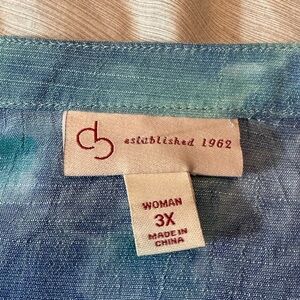 cb established 1962
WOMAN
3X
MADE IN
CHINA